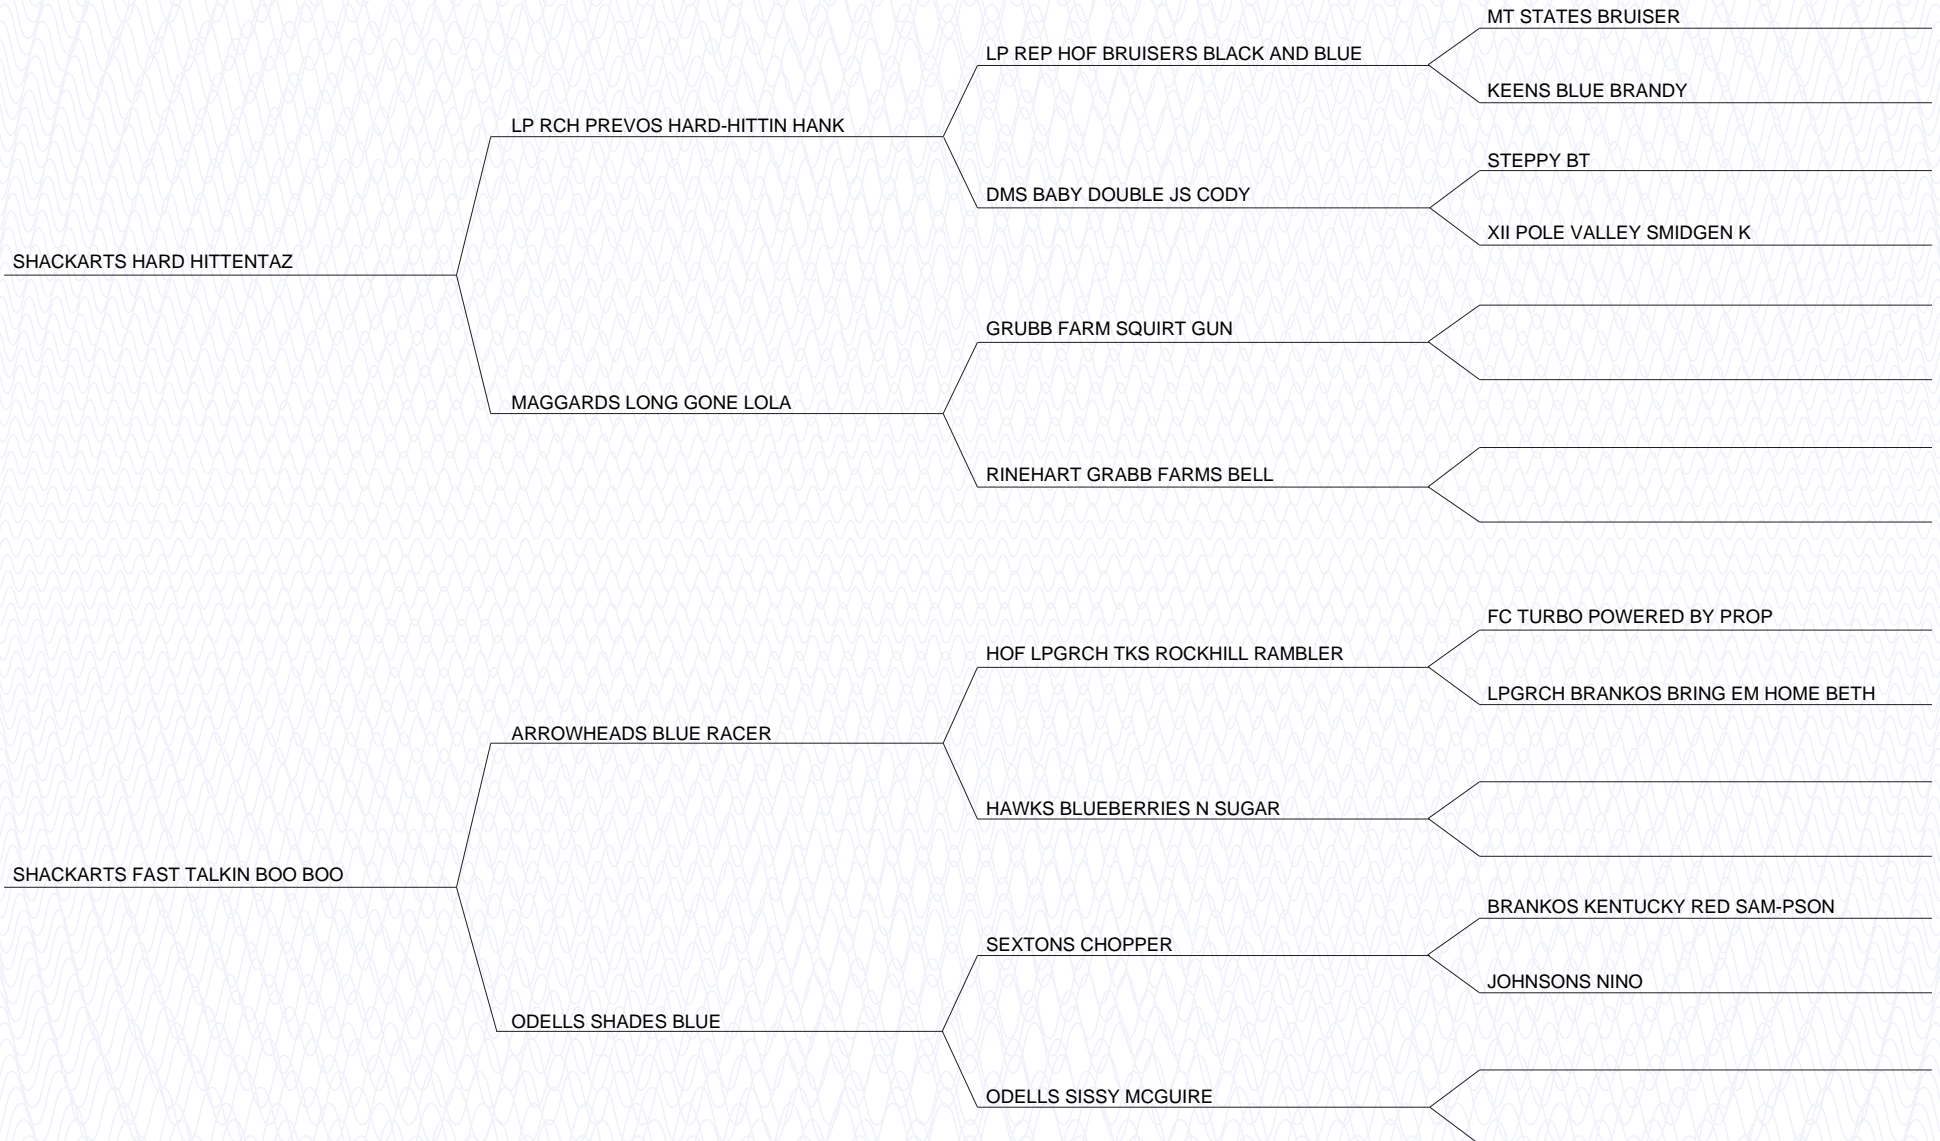 MT STATES BRUISER
LP REP HOF BRUISERS BLACK AND BLUE
KEENS BLUE BRANDY
LP RCH PREVOS HARD-HITTIN HANK
STEPPY BT
DMS BABY DOUBLE JS CODY
XII POLE VALLEY SMIDGEN K
SHACKARTS HARD HITTENTAZ
GRUBB FARM SQUIRT GUN
MAGGARDS LONG GONE LOLA
RINEHART GRABB FARMS BELL
FC TURBO POWERED BY PROP
HOF LPGRCH TKS ROCKHILL RAMBLER
LPGRCH BRANKOS BRING EM HOME BETH
ARROWHEADS BLUE RACER
HAWKS BLUEBERRIES N SUGAR
SHACKARTS FAST TALKIN BOO BOO
BRANKOS KENTUCKY RED SAM-PSON
SEXTONS CHOPPER
JOHNSONS NINO
ODELLS SHADES BLUE
ODELLS SISSY MCGUIRE